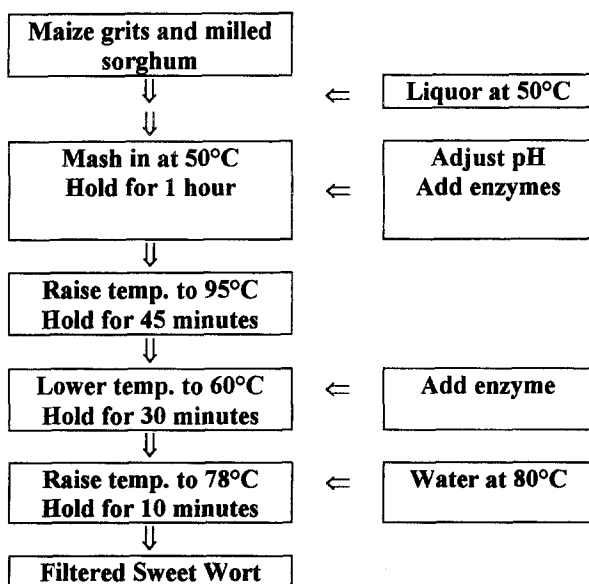 Maize grits and milled
sorghum
⇓ ⇐ Liquor at 50°C
⇓
Mash in at 50°C
Hold for 1 hour
⇐ Adjust pH
Add enzymes
⇓
Raise temp. to 95°C
Hold for 45 minutes
⇓
Lower temp. to 60°C
Hold for 30 minutes
⇐ Add enzyme
⇓
Raise temp. to 78°C
Hold for 10 minutes
⇐ Water at 80°C
⇓
Filtered Sweet Wort